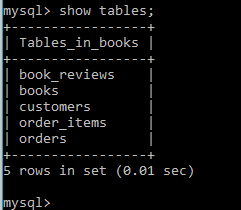 mysql> show tables;
+-----------------+
| Tables_in_books |
+-----------------+
| book_reviews    |
| books           |
| customers       |
| order_items     |
| orders          |
+-----------------+
5 rows in set (0.01 sec)
mysql>